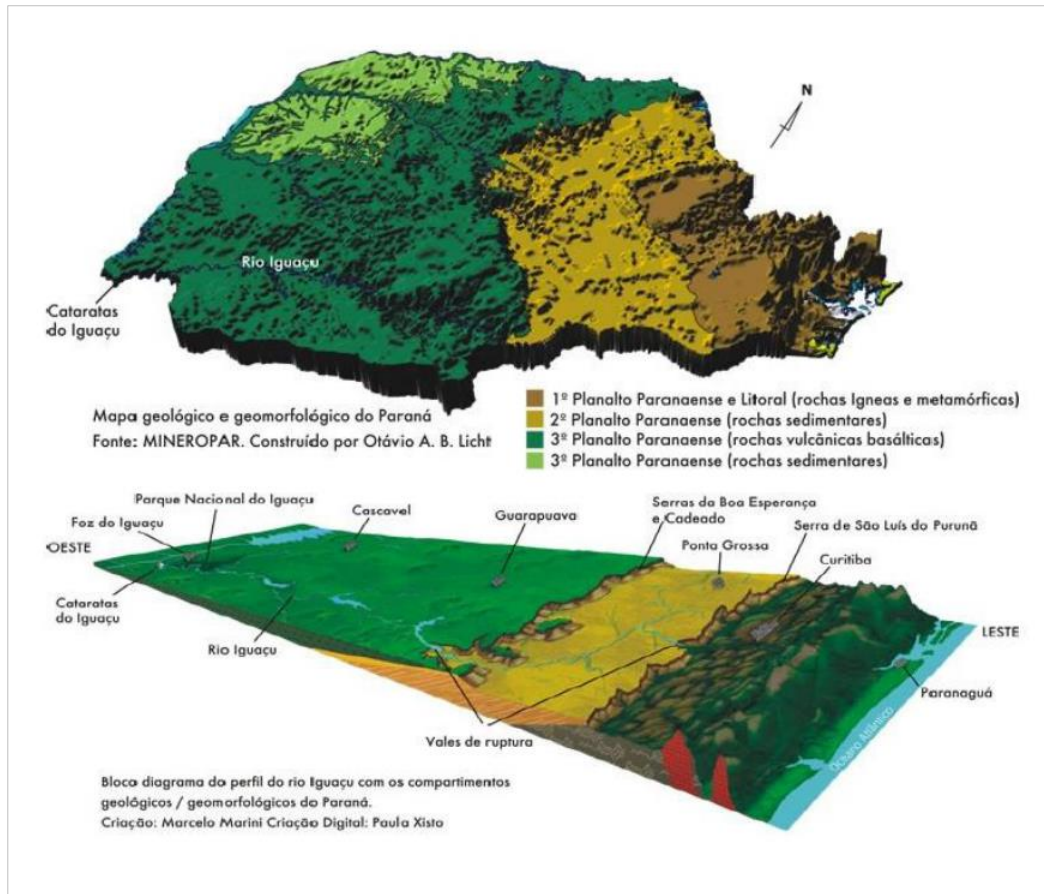 N
Rio Iguaçu
Cataratas
do Iguaçu
Mapa geológico e geomorfológico do Paraná
Fonte: MINEROPAR. Construído por Otávio A. B. Licht
1º Planalto Paranaense e Litoral (rochas Igneas e metamórficas)
2º Planalto Paranaense (rochas sedimentares)
3º Planalto Paranaense (rochas vulcânicas basálticas)
3º Planalto Paranaense (rochas sedimentares)
Parque Nacional do Iguaçu
Foz do Iguaçu
OESTE
Cascavel
Guarapuava
Serras da Boa Esperança
e Cadeado
Ponta Grossa
Serra de São Luís do Purunã
Curitiba
LESTE
Cataratas
do Iguaçu
Rio Iguaçu
Vales de ruptura
Paranaguá
Oceano Atlântico
Bloco diagrama do perfil do rio Iguaçu com os compartimentos
geológicos / geomorfológicos do Paraná.
Criação: Marcelo Marini Criação Digital: Paula Xisto